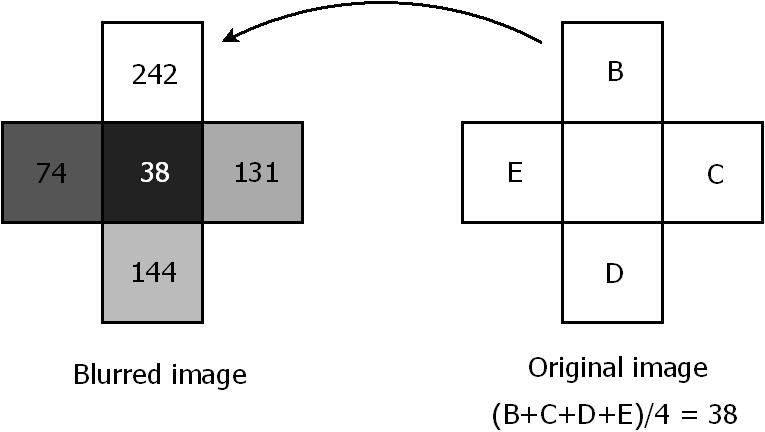 242
B
74 38 131
E
C
144
D
Blurred image
Original image
(B+C+D+E)/4 = 38